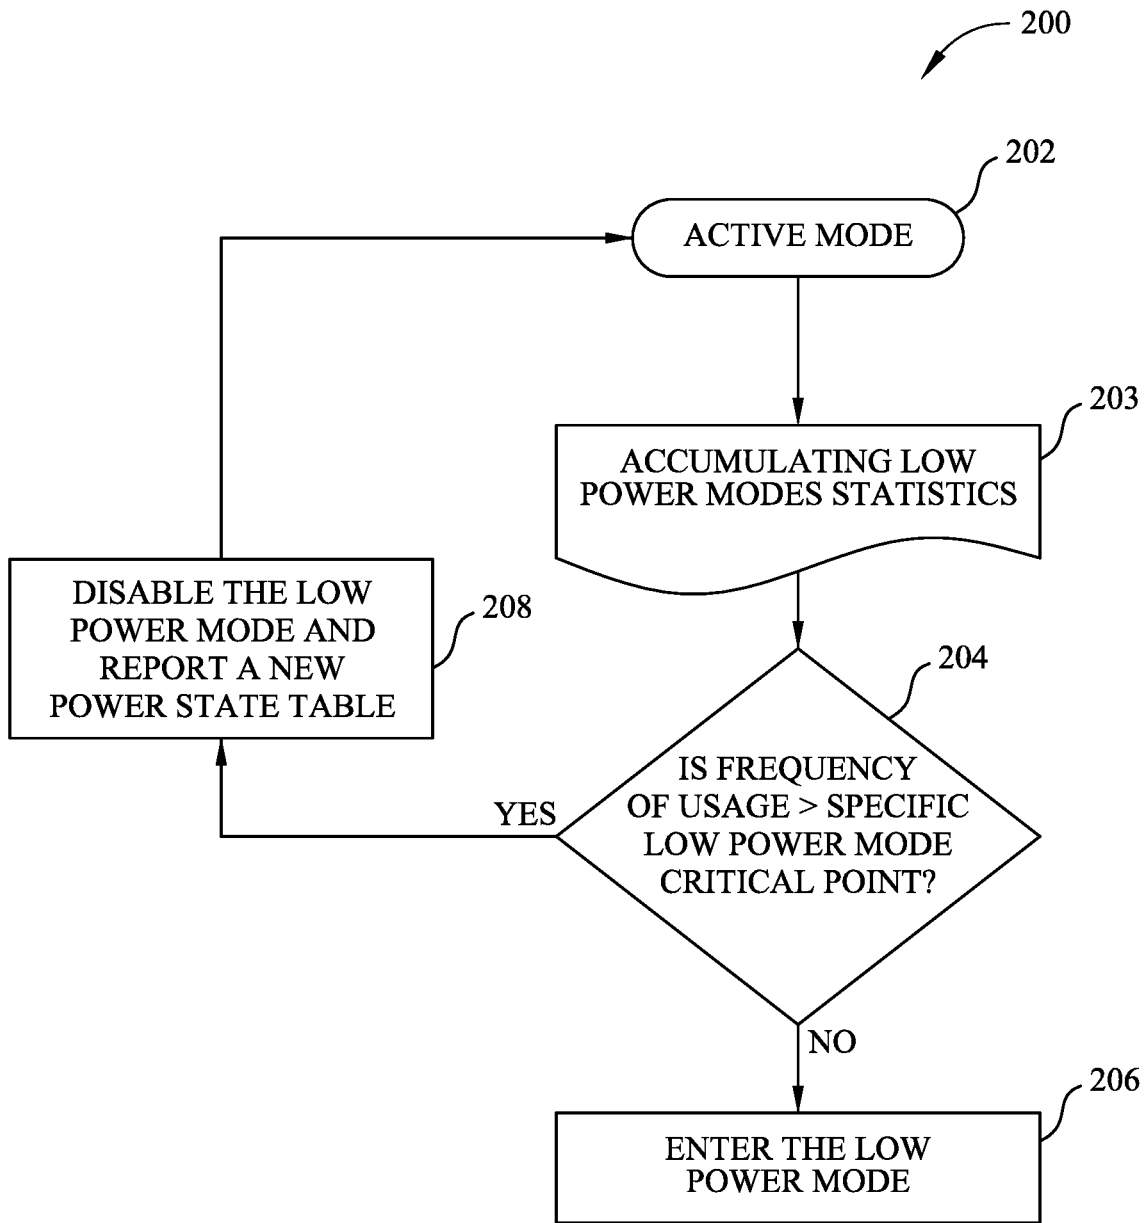 200
202
ACTIVE MODE
203
ACCUMULATING LOW
POWER MODES STATISTICS
DISABLE THE LOW
POWER MODE AND
REPORT A NEW
POWER STATE TABLE
208
204
IS FREQUENCY
OF USAGE > SPECIFIC
LOW POWER MODE
CRITICAL POINT?
YES
NO
206
ENTER THE LOW
POWER MODE